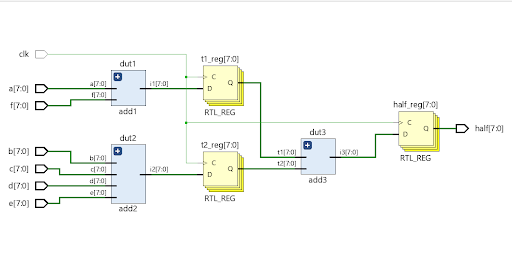 clk
a[7:0]
f[7:0]
b[7:0]
c[7:0]
d[7:0]
e[7:0]
dut1
a[7:0]
f[7:0]
i1[7:0]
add1
dut2
b[7:0]
c[7:0]
d[7:0]
e[7:0]
i2[7:0]
add2
t1_reg[7:0]
C
D
Q
RTL_REG
t2_reg[7:0]
C
D
Q
RTL_REG
dut3
t1[7:0]
t2[7:0]
i3[7:0]
add3
half_reg[7:0]
C
D
Q
RTL_REG
half[7:0]